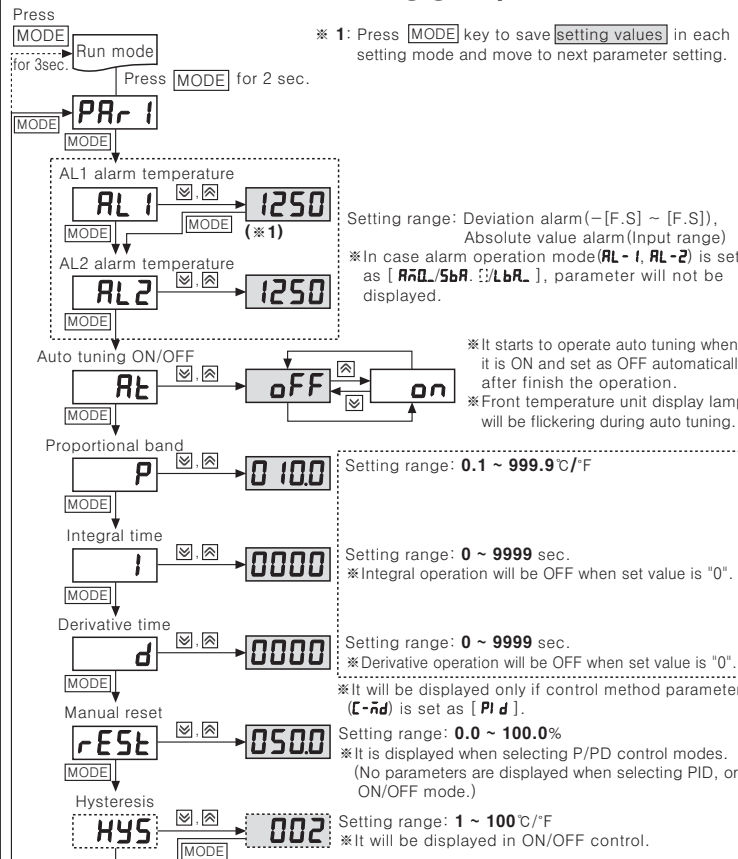 Press
MODE
for 3sec.
Run mode
※ 1: Press MODE key to save setting values in each
setting mode and move to next parameter setting.
Press MODE for 2 sec.
PAr 1
MODE
MODE
AL1 alarm temperature
AL 1
1250
MODE
MODE
(※1)
Setting range: Deviation alarm(−[F.S] ~ [F.S]),
Absolute value alarm(Input range)
※In case alarm operation mode(AL-1, AL-2) is set
as [ AM0_/SBA. /LBA_ ], parameter will not be
displayed.
AL2 alarm temperature
AL2
1250
MODE
Auto tuning ON/OFF
At
oFF
on
MODE
※It starts to operate auto tuning when
it is ON and set as OFF automaticall
after finish the operation.
※Front temperature unit display lamp
will be flickering during auto tuning.
Proportional band
P
010.0
Setting range: 0.1 ~ 999.9℃/°F
MODE
Integral time
I
0000
Setting range: 0 ~ 9999 sec.
※Integral operation will be OFF when set value is "0".
MODE
Derivative time
d
0000
Setting range: 0 ~ 9999 sec.
※Derivative operation will be OFF when set value is "0".
MODE
※It will be displayed only if control method parameter
(C-md) is set as [ PI d ].
Manual reset
rESt
050.0
Setting range: 0.0 ~ 100.0%
※It is displayed when selecting P/PD control modes.
(No parameters are displayed when selecting PID, or
ON/OFF mode.)
MODE
Hysteresis
HYS
002
Setting range: 1 ~ 100℃/°F
※It will be displayed in ON/OFF control.
MODE